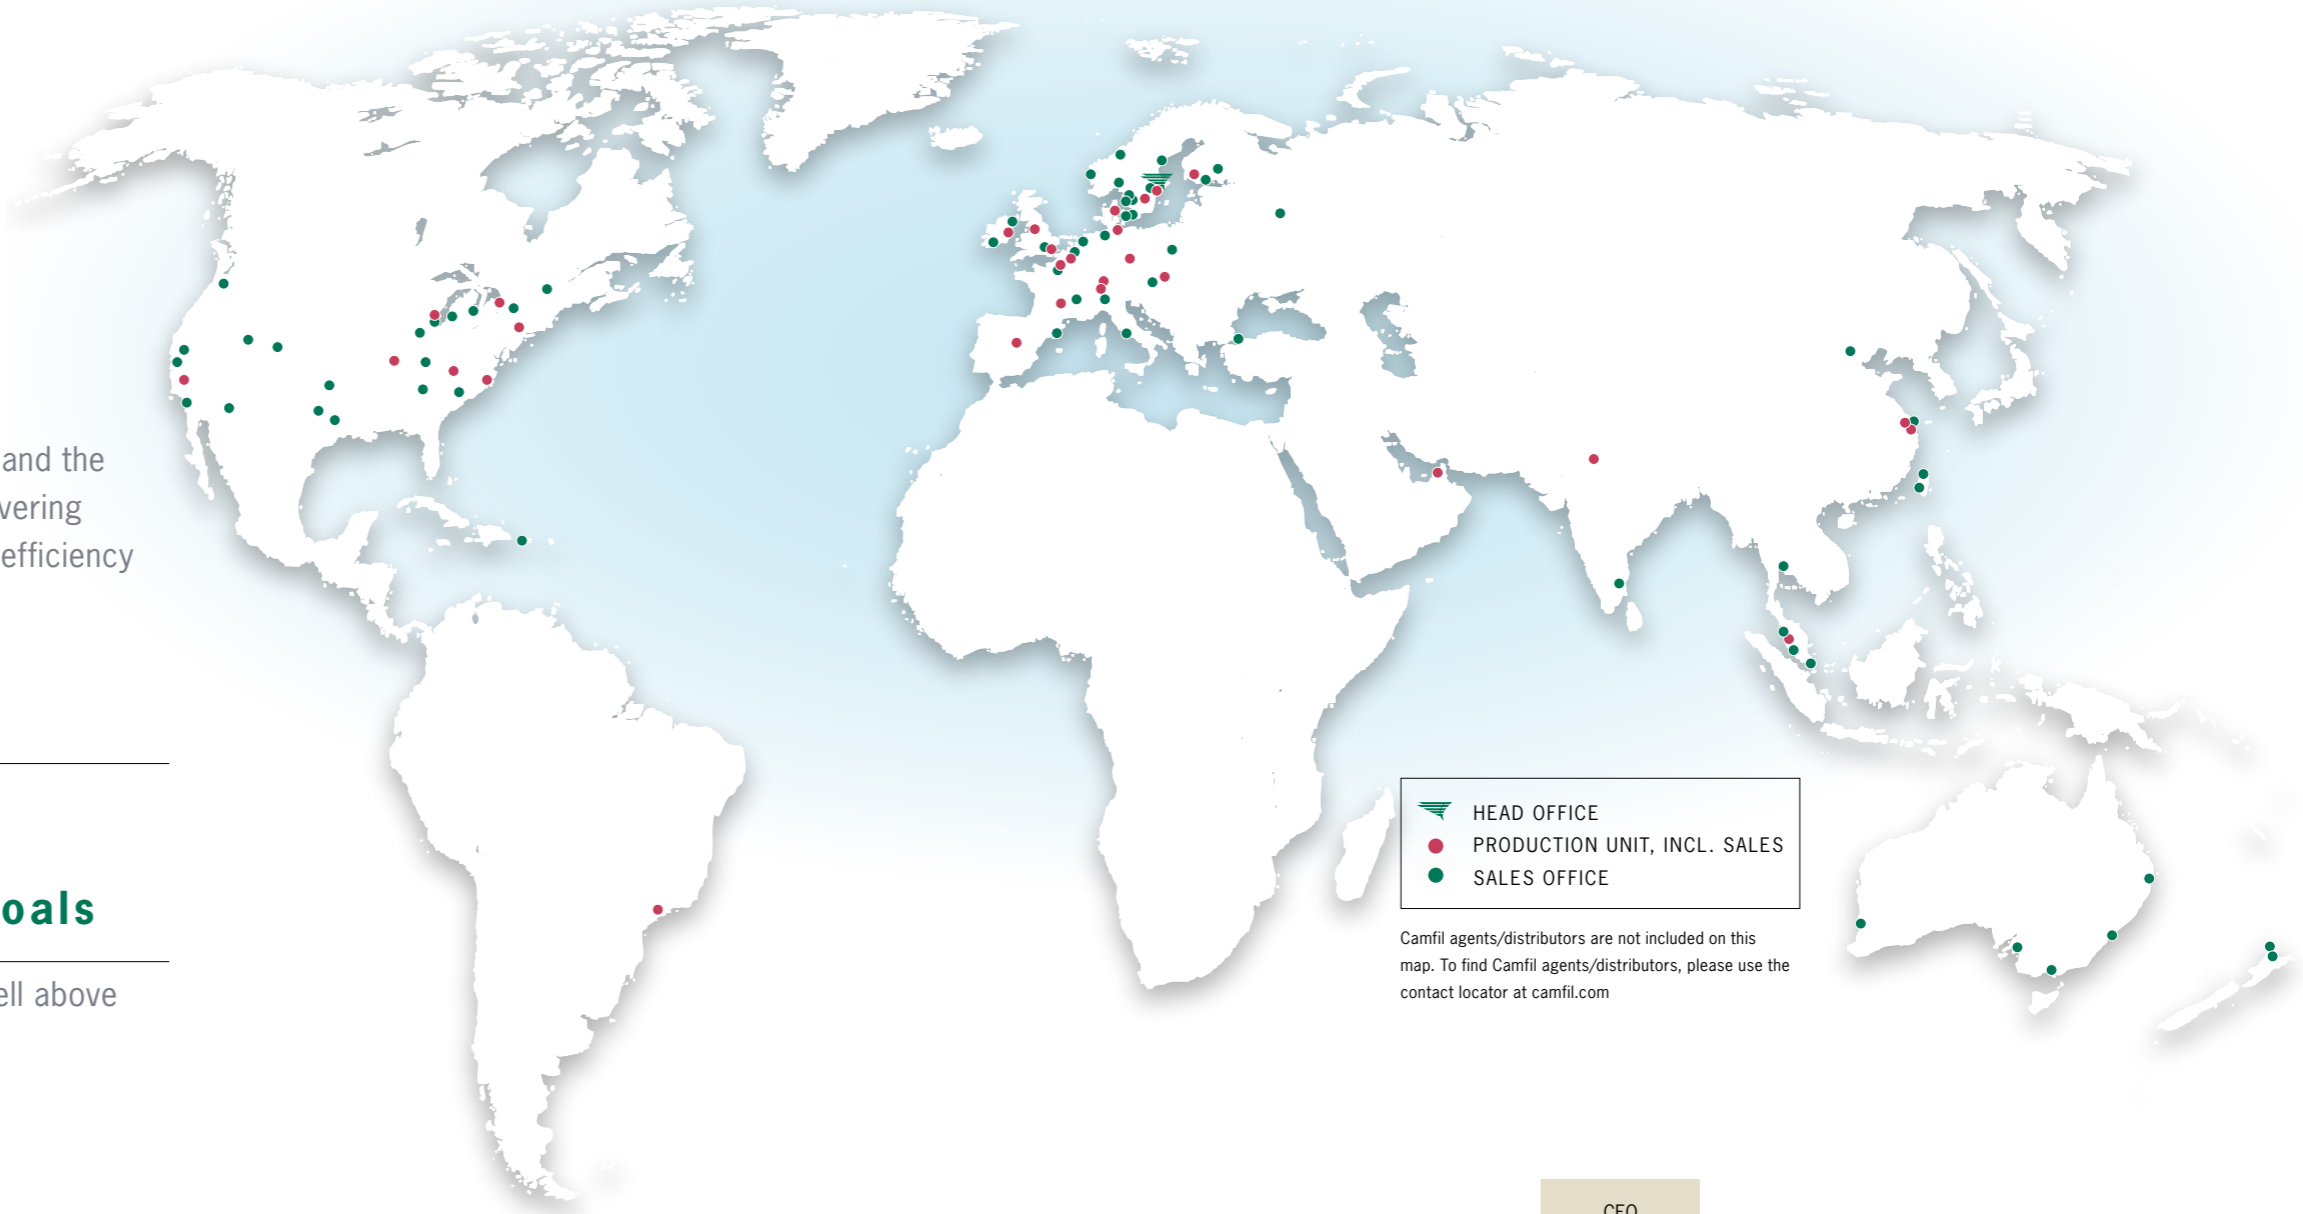 and the
vering
efficiency
oals
ell above
HEAD OFFICE
PRODUCTION UNIT, INCL. SALES
SALES OFFICE
Camfil agents/distributors are not included on this
map. To find Camfil agents/distributors, please use the
contact locator at camfil.com